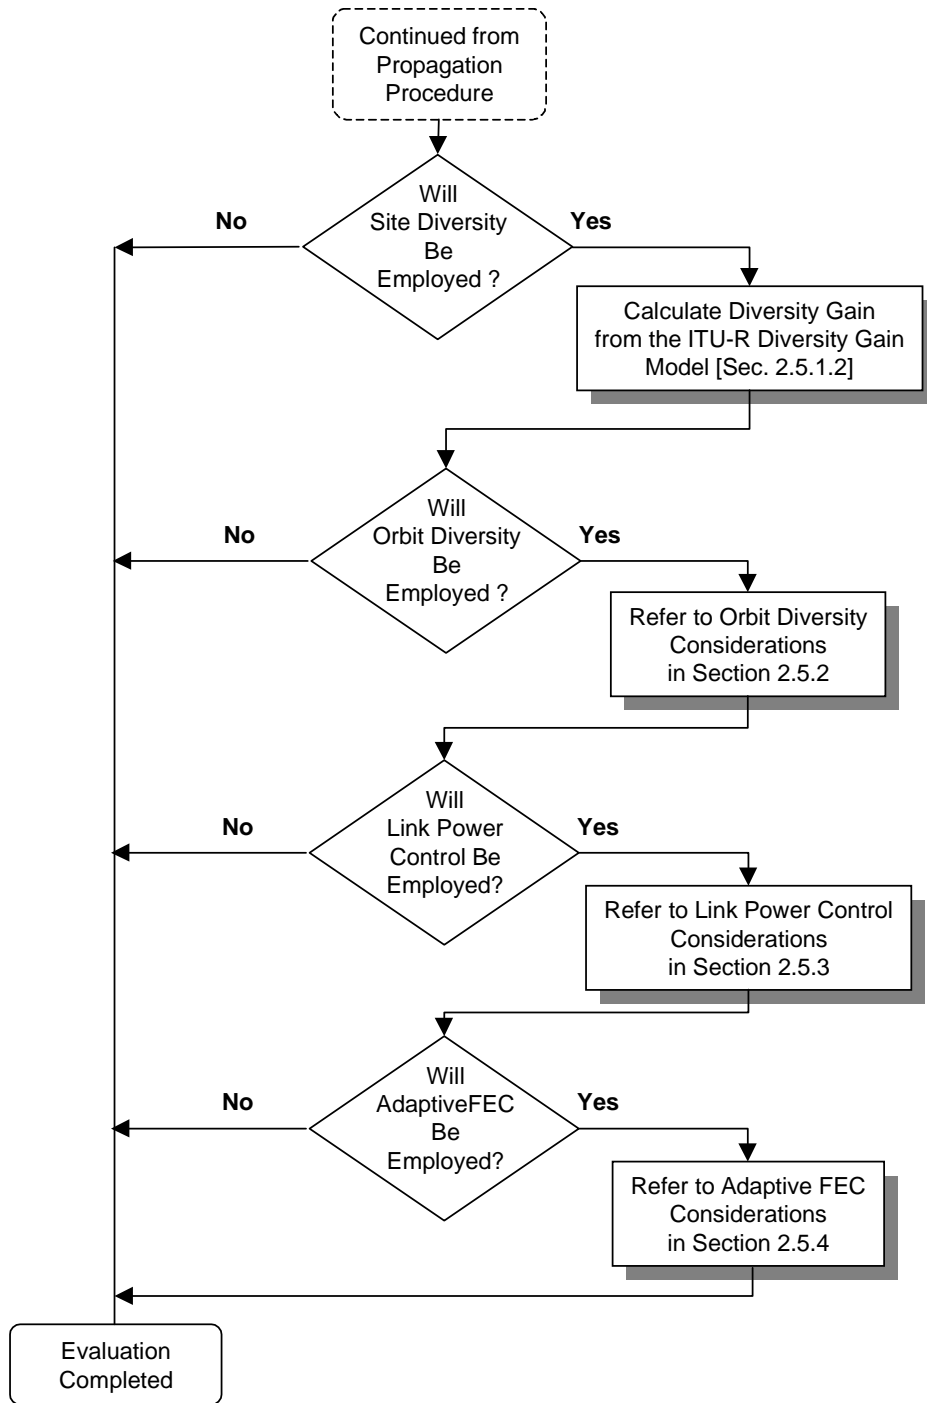 Continued from
Propagation
Procedure
Will
Site Diversity
Be
Employed ?
No
Yes
Calculate Diversity Gain
from the ITU-R Diversity Gain
Model [Sec. 2.5.1.2]
Will
Orbit Diversity
Be
Employed ?
No
Yes
Refer to Orbit Diversity
Considerations
in Section 2.5.2
Will
Link Power
Control Be
Employed?
No
Yes
Refer to Link Power Control
Considerations
in Section 2.5.3
Will
AdaptiveFEC
Be
Employed?
No
Yes
Refer to Adaptive FEC
Considerations
in Section 2.5.4
Evaluation
Completed